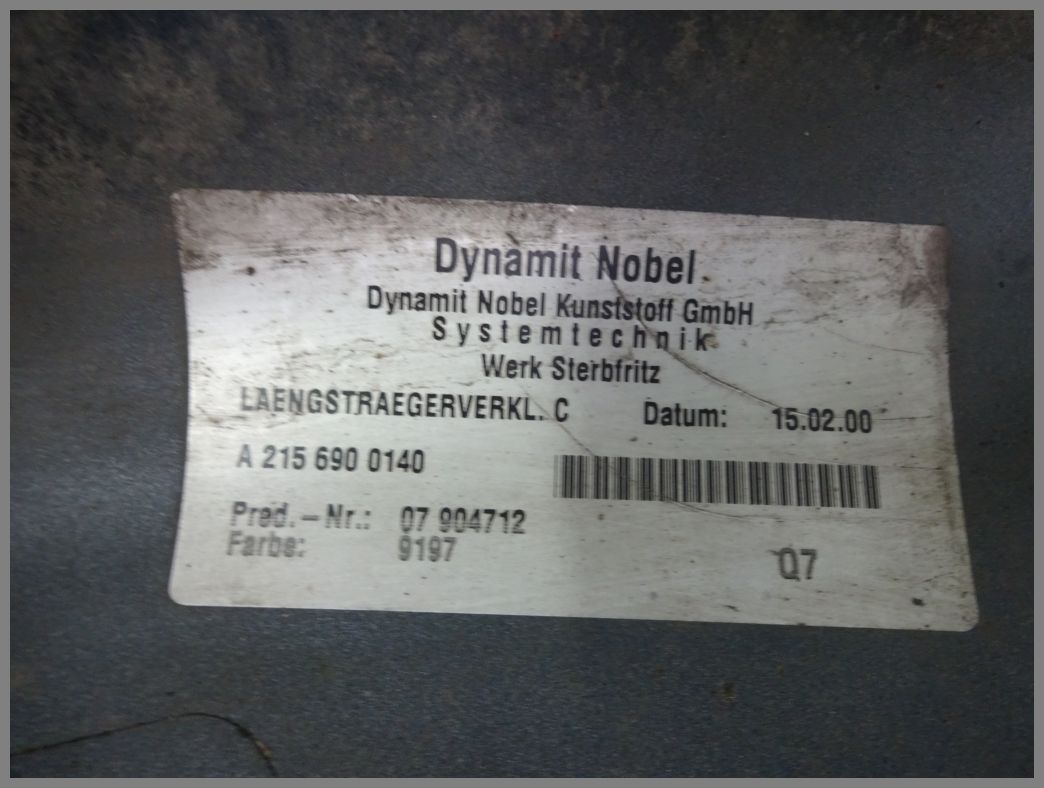 Dynamit Nobel
Dynamit Nobel Kunststoff GmbH
Systemtechnik
Werk Sterbfritz
LAENGSTRAEGERVERKL. C Datum: 15.02.00
A 215 690 0140
Pred.-Nr.: 07 904712
Farbe: 9197
Q7